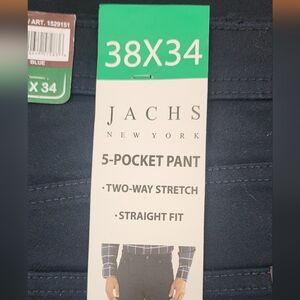 / ART. 1529151
BLUE
X 34
38X34
JACHS
NEW YORK
5-POCKET PANT
·TWO-WAY STRETCH
·STRAIGHT FIT